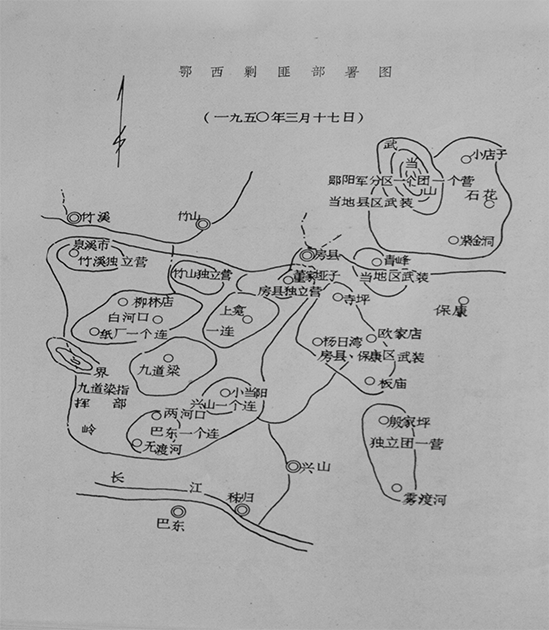 鄂西剿匪部署图
(一九五〇年三月十七日)
武
当
山
小店子
郧阳军分区一个团一个营
当地县区武装
石花
紫金洞
竹溪
竹山
泉溪市
竹溪独立营
竹山独立营
房县
青峰
当地区武装
房县独立营
寺坪
保康
柳林店
白河口
纸厂一个连
上龛
一连
欧家店
杨日湾
房县、保康区武装
界
九道梁
九道梁指
挥部
岭
板庙
小当阳
兴山一个连
两河口
巴东一个连
无渡河
殷家坪
独立团一营
兴山
雾渡河
长江
秭归
巴东